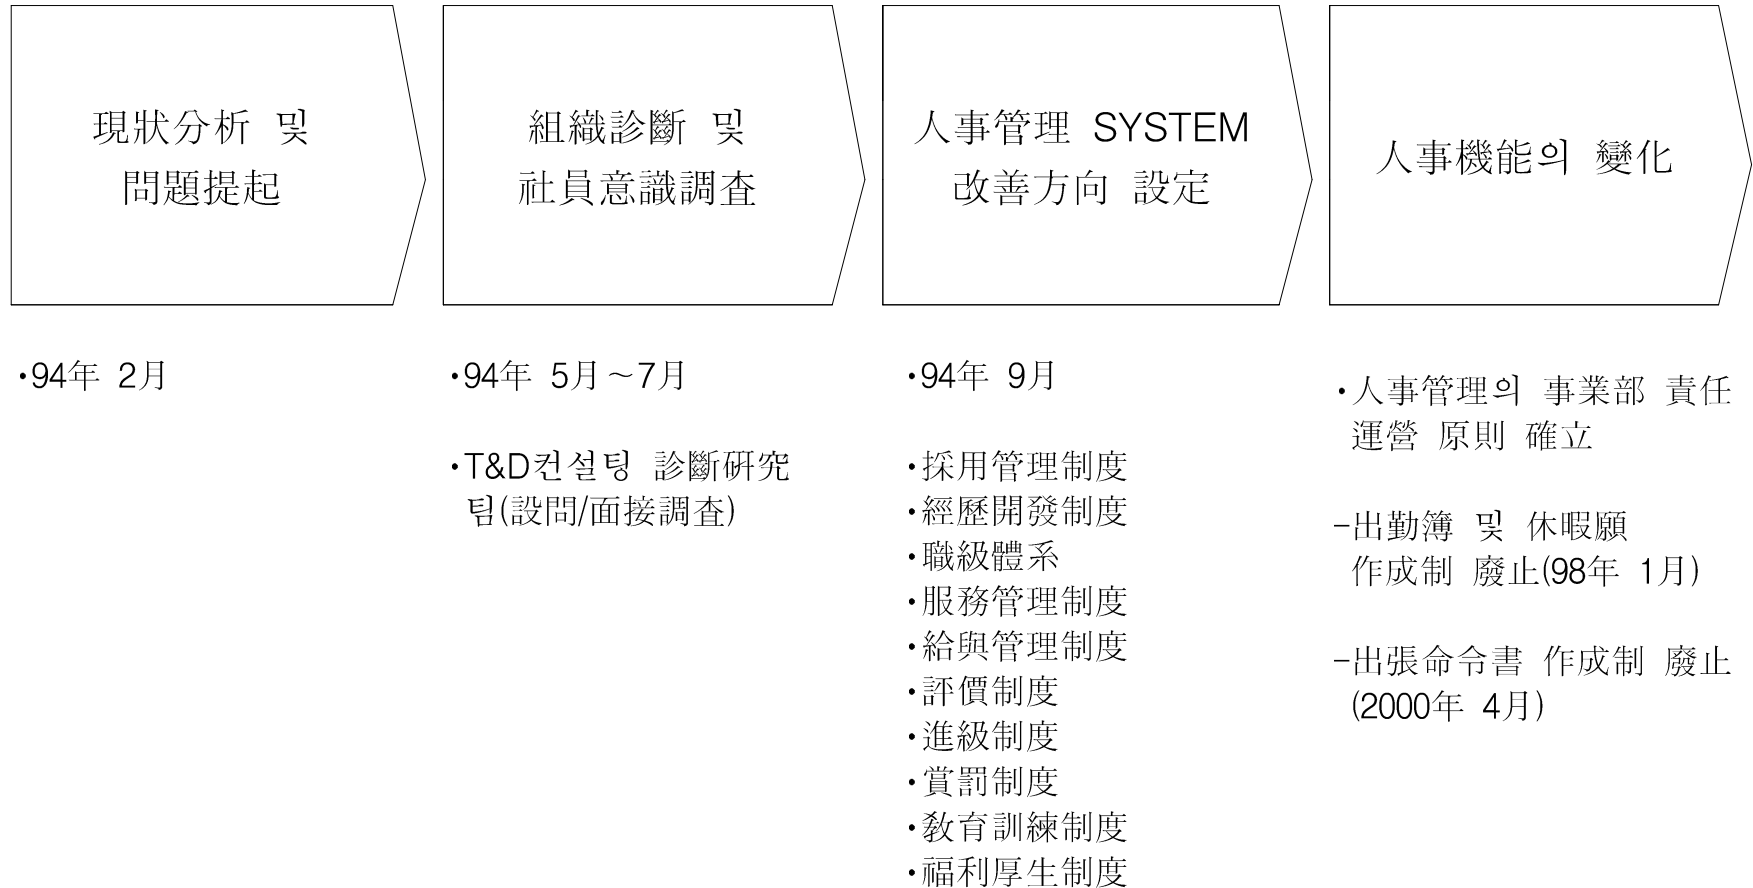 現狀分析 및
問題提起
組織診斷 및
社員意識調査
人事管理 SYSTEM
改善方向 設定
人事機能의 變化
·94年 2月
·94年 5月～7月
·T&D컨설팅 診斷硏究
팀(設問/面接調査)
·94年 9月
·採用管理制度
·經歷開發制度
·職級體系
·服務管理制度
·給與管理制度
·評價制度
·進級制度
·賞罰制度
·敎育訓練制度
·福利厚生制度
·人事管理의 事業部 責任
運營 原則 確立
-出勤簿 및 休暇願
作成制 廢止(98年 1月)
-出張命令書 作成制 廢止
(2000年 4月)